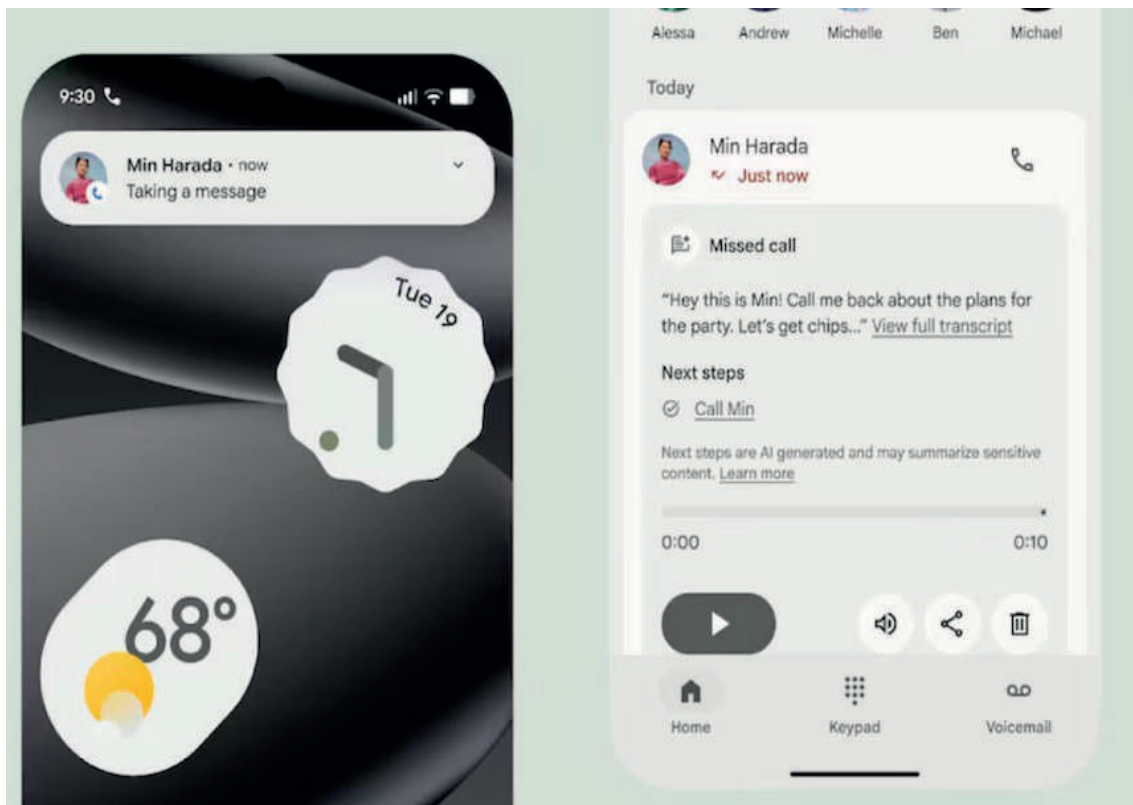 9:30
Min Harada • now
Taking a message
Tue 19
68°
Alessa Andrew Michelle Ben Michael
Today
Min Harada
Just now
Missed call
“Hey this is Min! Call me back about the plans for
the party. Let's get chips...” View full transcript
Next steps
Call Min
Next steps are AI generated and may summarize sensitive
content. Learn more
0:00 0:10
Home Keypad Voicemail